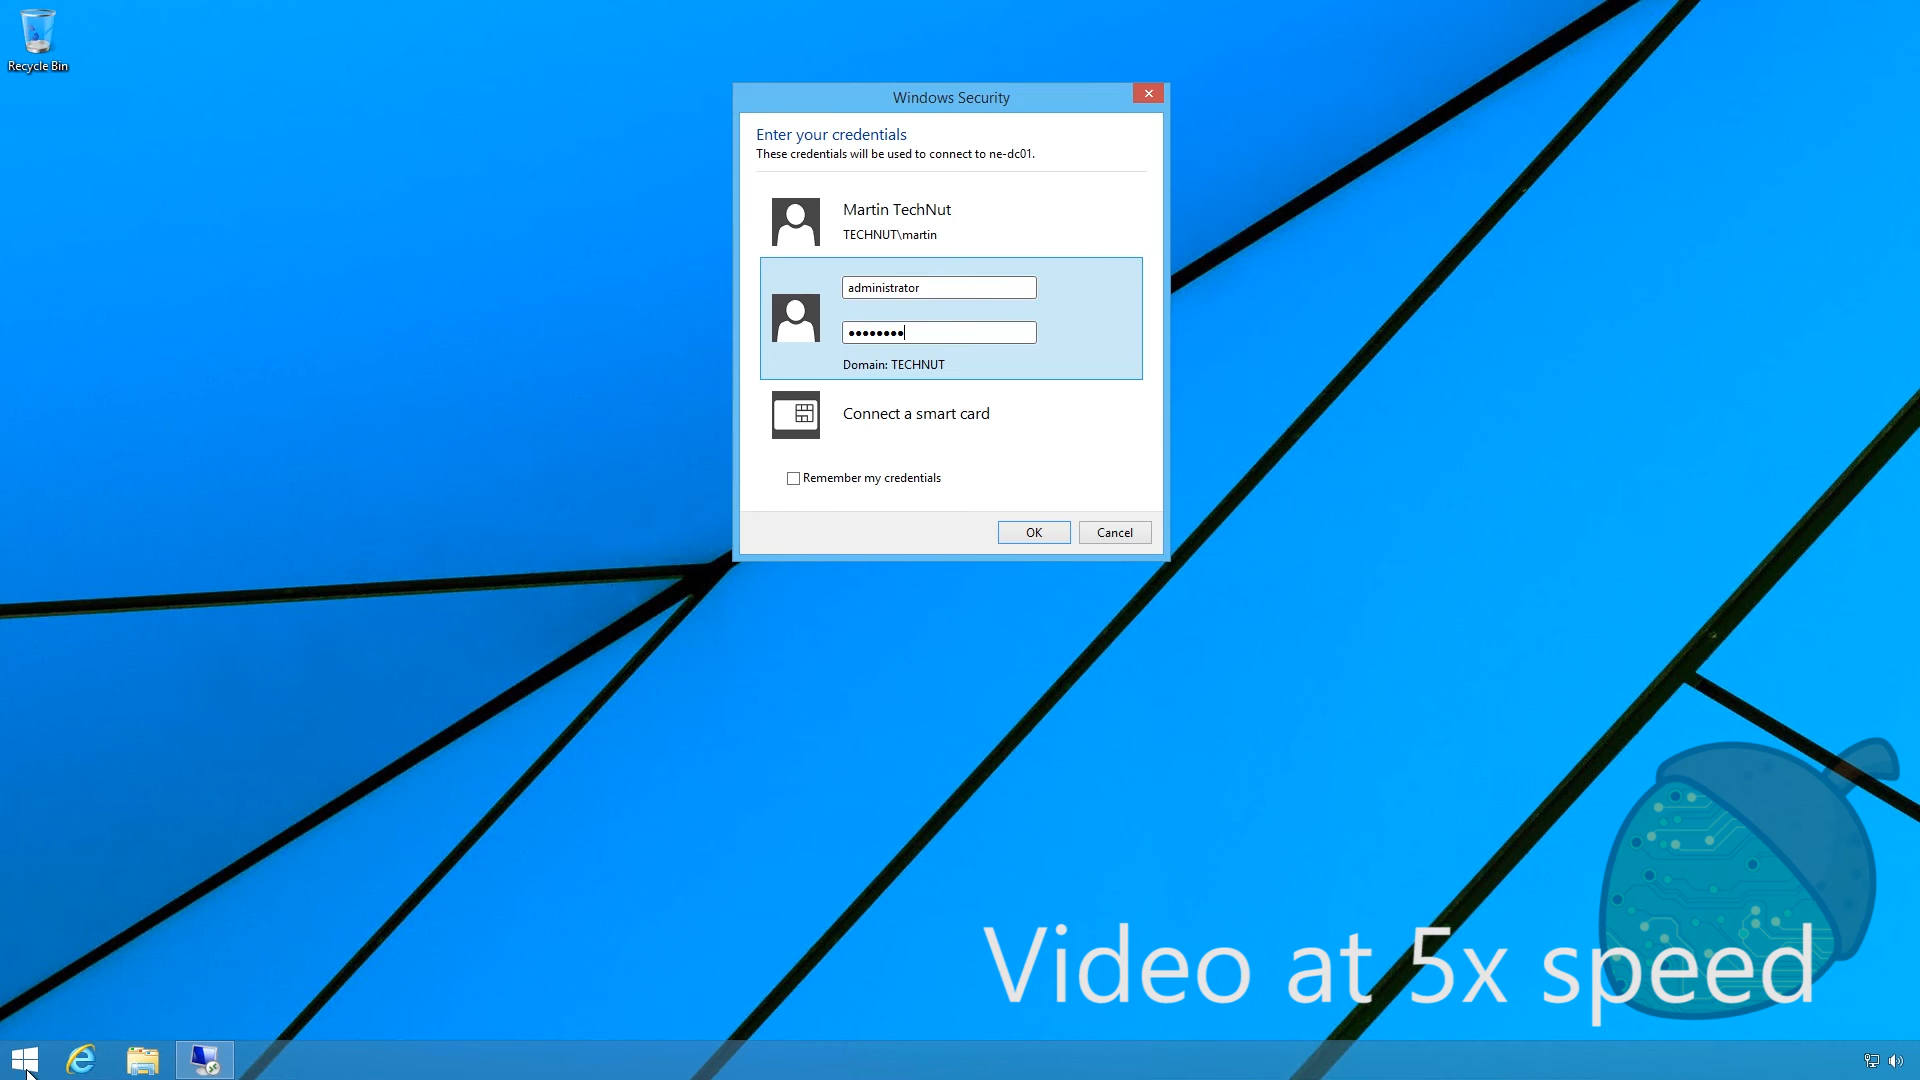 Recycle Bin
Windows Security
Enter your credentials
These credentials will be used to connect to ne-dc01.
Martin TechNut
TECHNUT\martin
administrator
●●●●●●●●
Domain: TECHNUT
Connect a smart card
Remember my credentials
OK
Cancel
Video at 5x speed